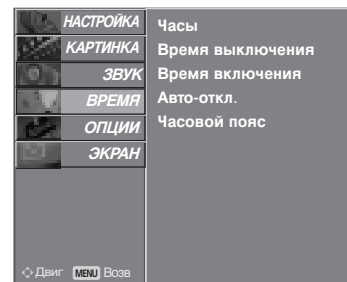 НАСТРОЙКА
КАРТИНКА
ЗВУК
ВРЕМЯ
ОПЦИИ
ЭКРАН
Двиг MENU Возв
Часы
Время выключения
Время включения
Авто-откл.
Часовой пояс